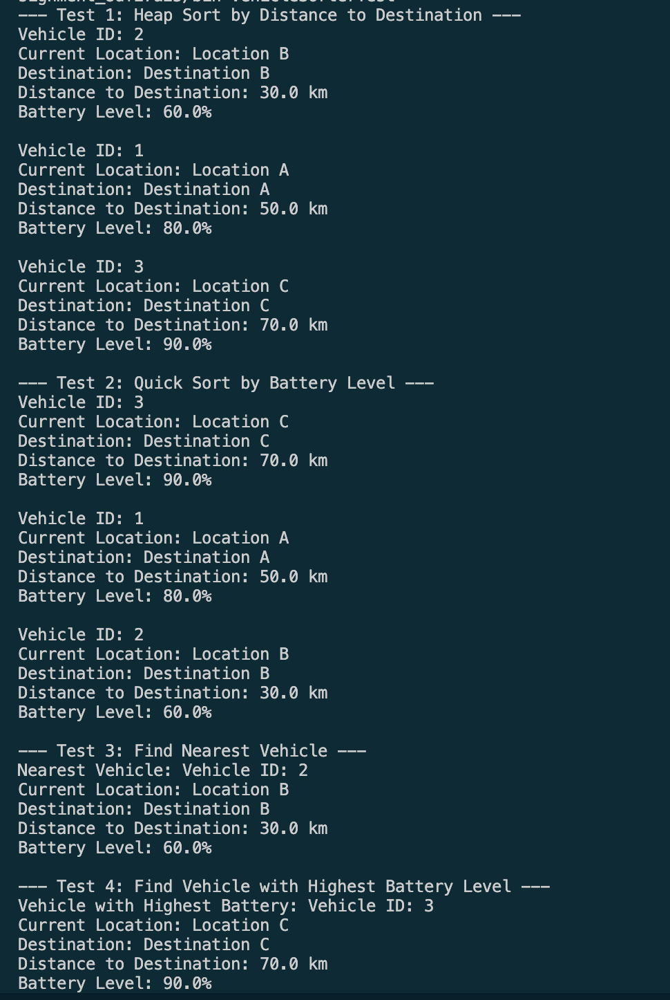 --- Test 1: Heap Sort by Distance to Destination ---
Vehicle ID: 2
Current Location: Location B
Destination: Destination B
Distance to Destination: 30.0 km
Battery Level: 60.0%

Vehicle ID: 1
Current Location: Location A
Destination: Destination A
Distance to Destination: 50.0 km
Battery Level: 80.0%

Vehicle ID: 3
Current Location: Location C
Destination: Destination C
Distance to Destination: 70.0 km
Battery Level: 90.0%

--- Test 2: Quick Sort by Battery Level ---
Vehicle ID: 3
Current Location: Location C
Destination: Destination C
Distance to Destination: 70.0 km
Battery Level: 90.0%

Vehicle ID: 1
Current Location: Location A
Destination: Destination A
Distance to Destination: 50.0 km
Battery Level: 80.0%

Vehicle ID: 2
Current Location: Location B
Destination: Destination B
Distance to Destination: 30.0 km
Battery Level: 60.0%

--- Test 3: Find Nearest Vehicle ---
Nearest Vehicle: Vehicle ID: 2
Current Location: Location B
Destination: Destination B
Distance to Destination: 30.0 km
Battery Level: 60.0%

--- Test 4: Find Vehicle with Highest Battery Level ---
Vehicle with Highest Battery: Vehicle ID: 3
Current Location: Location C
Destination: Destination C
Distance to Destination: 70.0 km
Battery Level: 90.0%